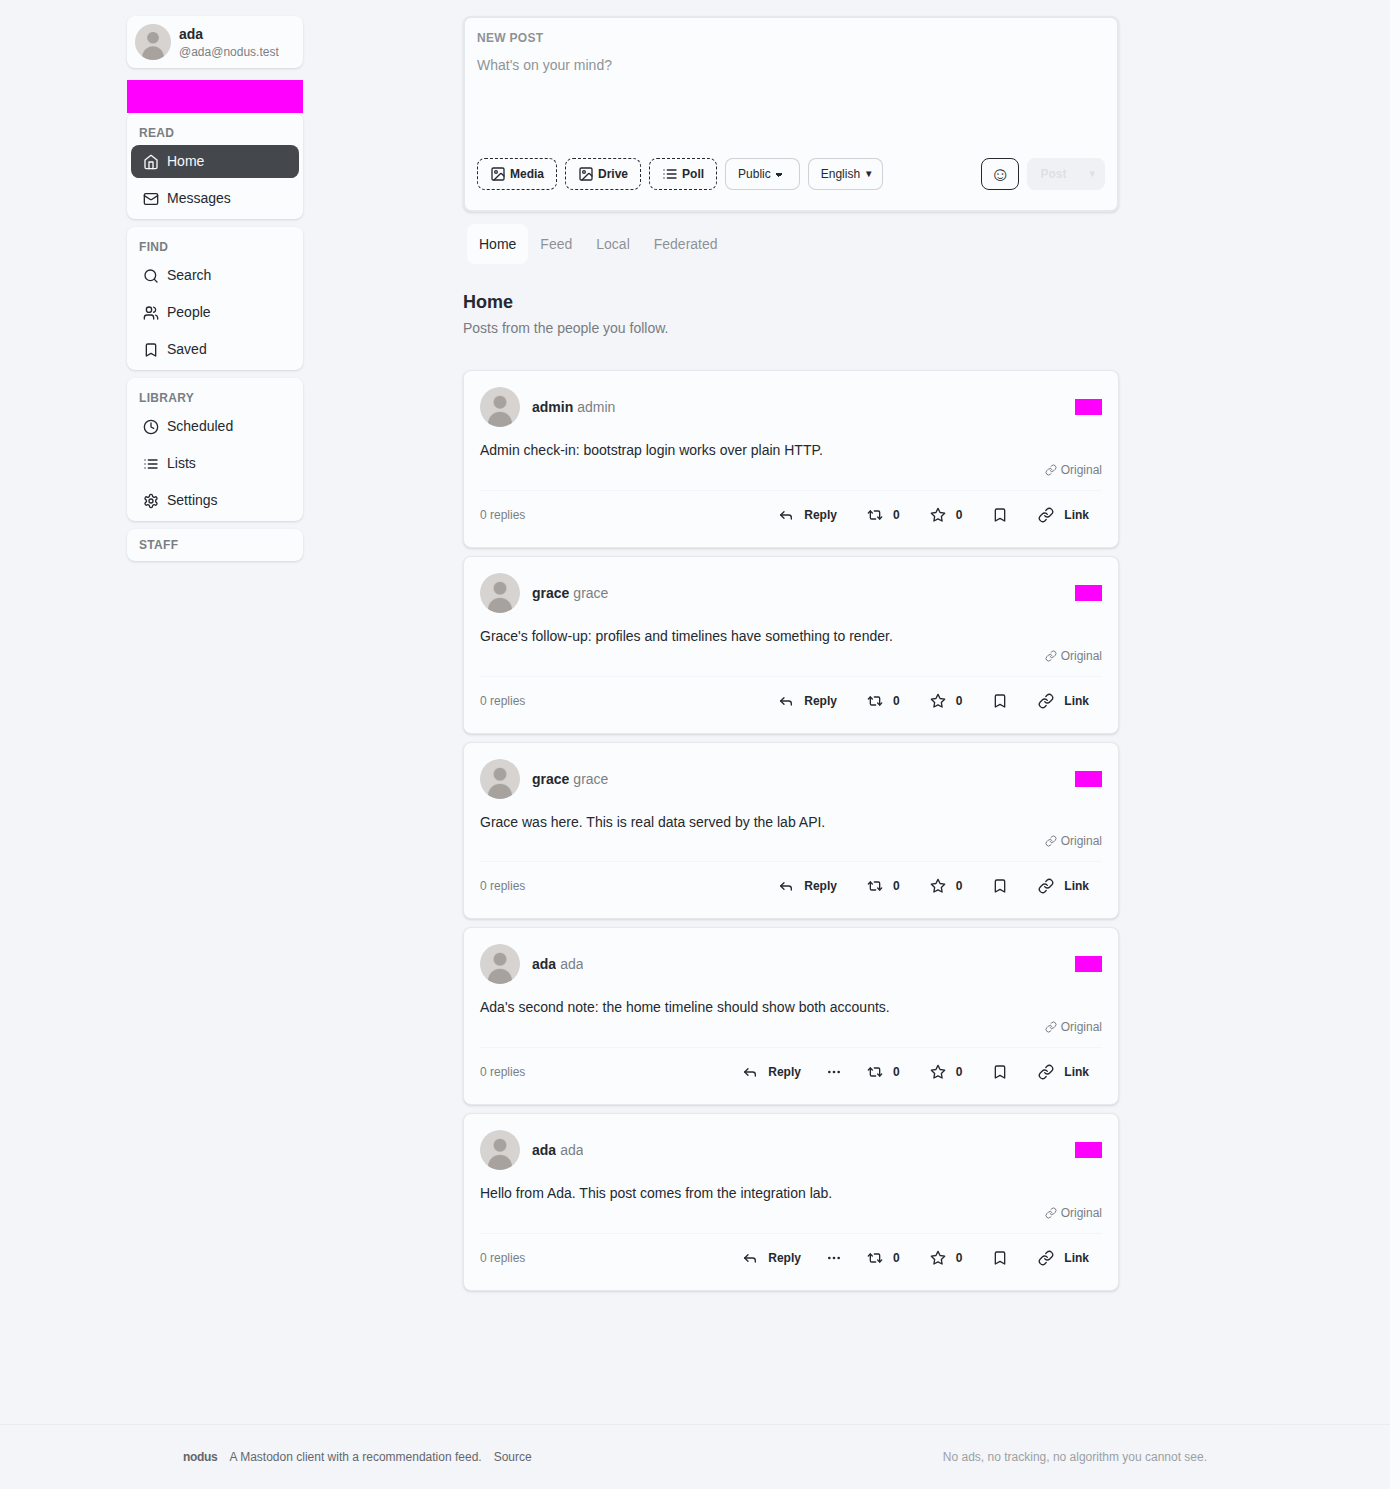 ada
@ada@nodus.test
READ
Home
Messages
FIND
Search
People
Saved
LIBRARY
Scheduled
Lists
Settings
STAFF
NEW POST
What's on your mind?
Media Drive Poll Public English Post
Home Feed Local Federated
Home
Posts from the people you follow.
admin admin
Admin check-in: bootstrap login works over plain HTTP.
Original
0 replies Reply 0 0 Link
grace grace
Grace's follow-up: profiles and timelines have something to render.
Original
0 replies Reply 0 0 Link
grace grace
Grace was here. This is real data served by the lab API.
Original
0 replies Reply 0 0 Link
ada ada
Ada's second note: the home timeline should show both accounts.
Original
0 replies Reply 0 0 Link
ada ada
Hello from Ada. This post comes from the integration lab.
Original
0 replies Reply 0 0 Link
nodus A Mastodon client with a recommendation feed. Source No ads, no tracking, no algorithm you cannot see.